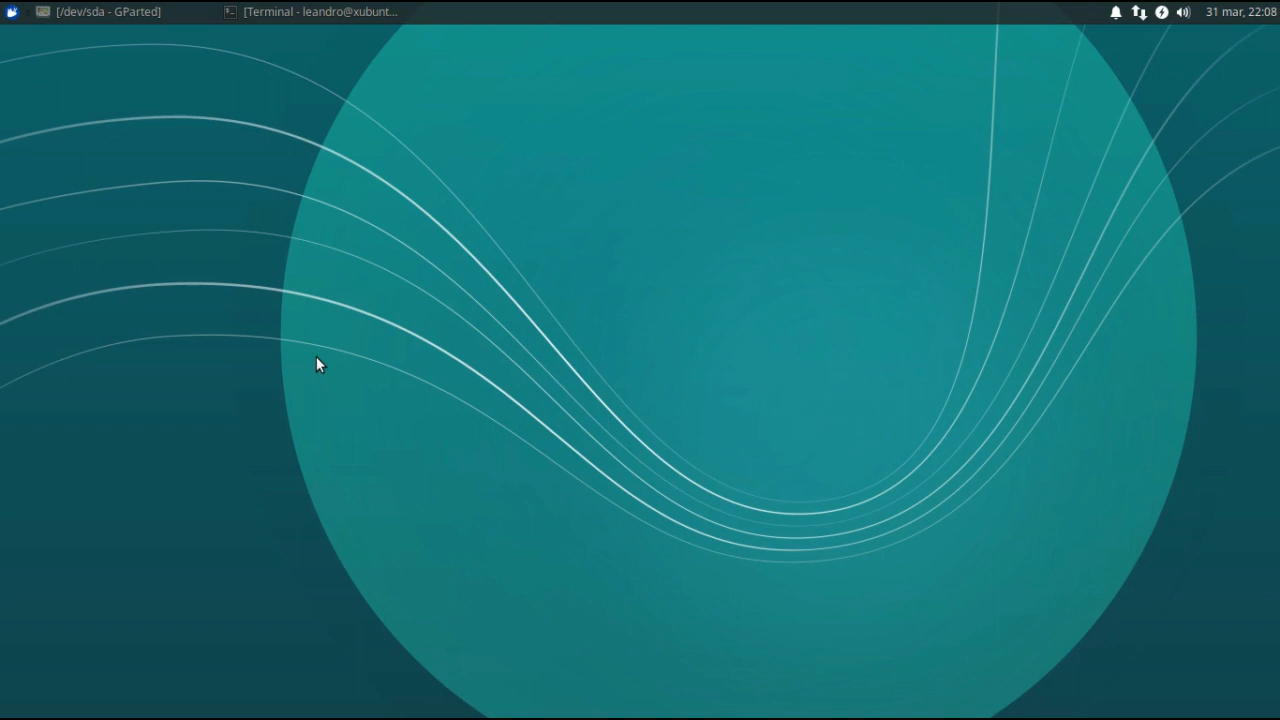 [/dev/sda - GParted] [Terminal - leandro@xubunt... 31 mar, 22:08